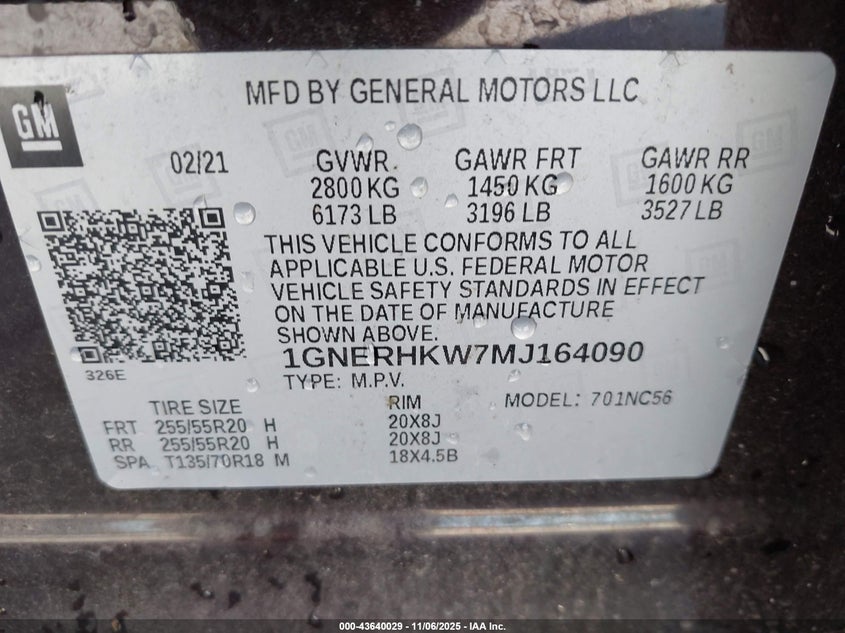 MFD BY GENERAL MOTORS LLC
GM
02/21 GVWR GAWR FRT GAWR RR
2800 KG 1450 KG 1600 KG
6173 LB 3196 LB 3527 LB
THIS VEHICLE CONFORMS TO ALL
APPLICABLE U.S. FEDERAL MOTOR
VEHICLE SAFETY STANDARDS IN EFFECT
ON THE DATE OF MANUFACTURE
SHOWN ABOVE.
1GNERHKW7MJ164090
326E
TYPE: M.P.V.
TIRE SIZE RIM MODEL: 701NC56
FRT 255/55R20 H 20X8J
RR 255/55R20 H 20X8J
SPA T135/70R18 M 18X4.5B
000-43640029 - 11/06/2025 - IAA Inc.